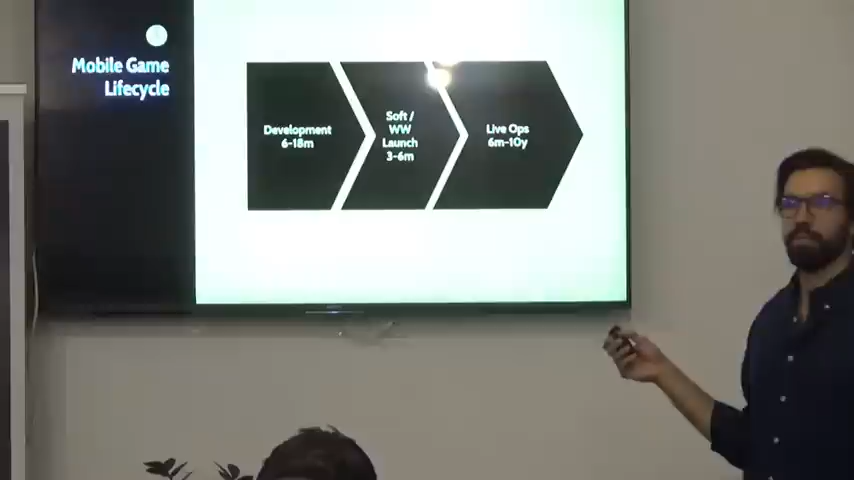 Mobile Game
Lifecycle
Development
6-18m
Soft /
WW
Launch
3-6m
Live Ops
6m-10y